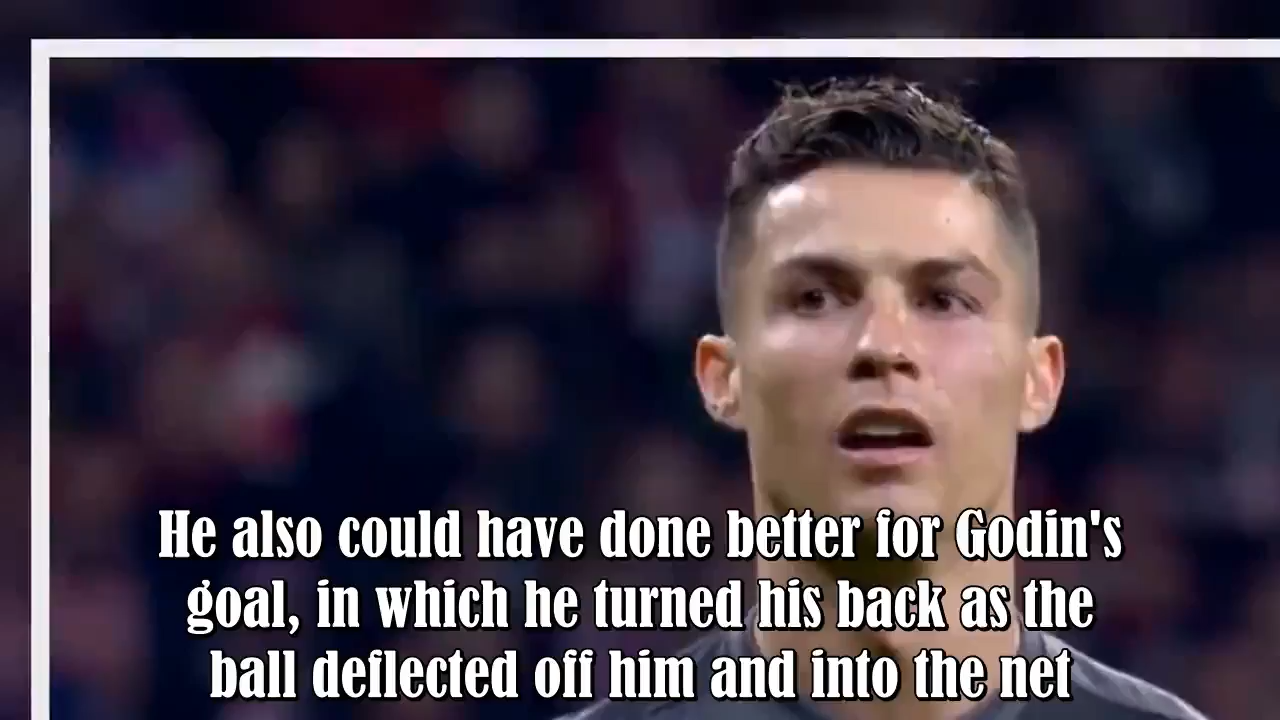 He also could have done better for Godin's
goal, in which he turned his back as the
ball deflected off him and into the net